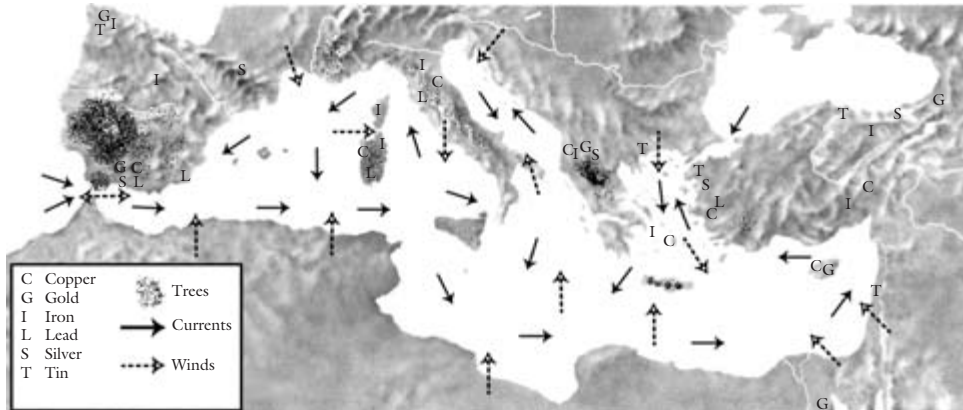 G
T I
I
S
G C
S L
L
I
C
I
L
I
C
L
C I G S
T
T
S
L
C
I
C
T
S
G
I
C
I
C G
T
G
C Copper
G Gold
I Iron
L Lead
S Silver
T Tin
Trees
Currents
Winds